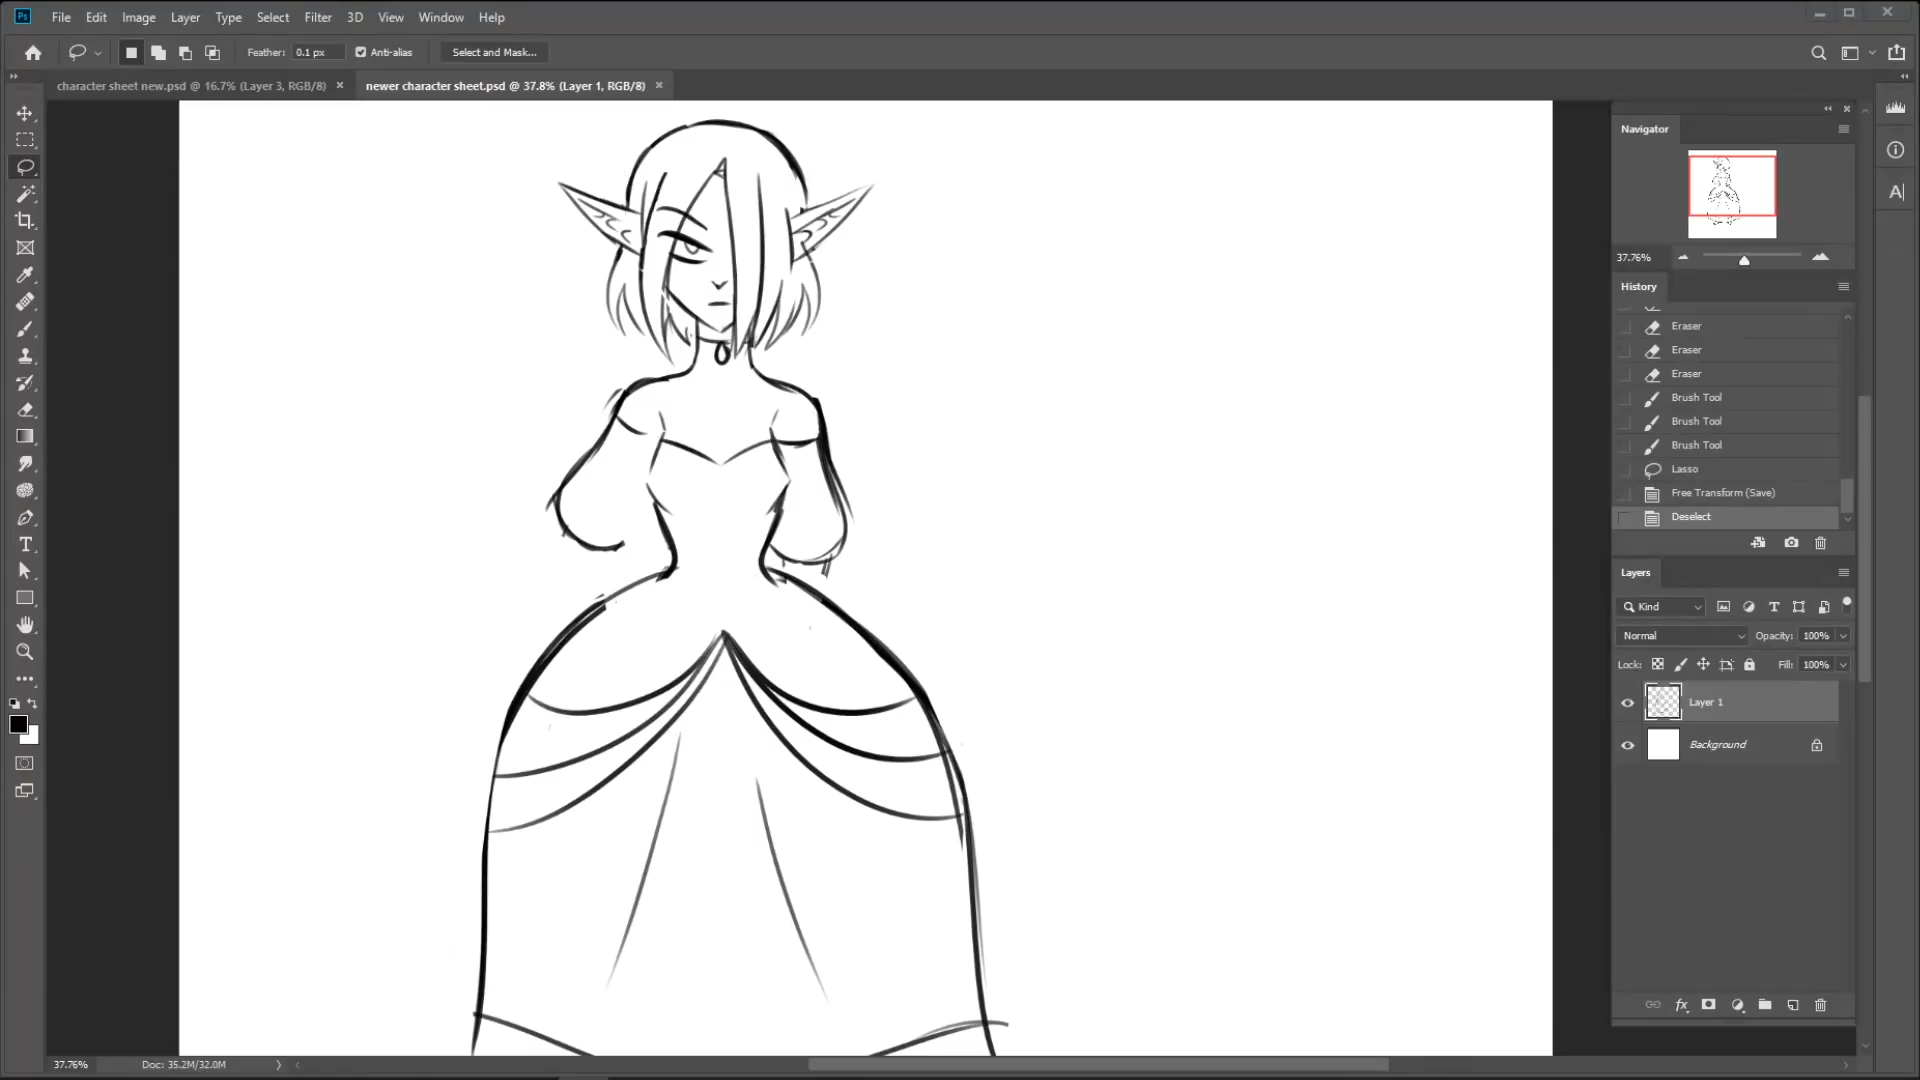 Ps File Edit Image Layer Type Select Filter 3D View Window Help
Feather: 0.1 px Anti-alias Select and Mask...
character sheet new.psd @ 16.7% (Layer 3, RGB/8) × newer character sheet.psd @ 37.8% (Layer 1, RGB/8) ×
Navigator
37.76%
History
Eraser
Eraser
Eraser
Brush Tool
Brush Tool
Brush Tool
Lasso
Free Transform (Save)
Deselect
Layers
Kind
Normal Opacity: 100%
Lock: Fill: 100%
Layer 1
Background
37.76% Doc: 35.2M/32.0M